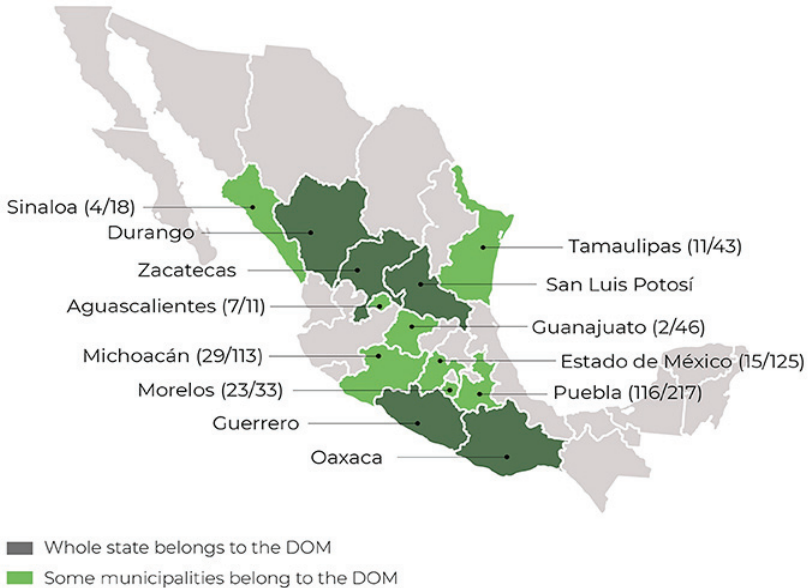 Sinaloa (4/18)
Durango
Zacatecas
Aguascalientes (7/11)
Michoacán (29/113)
Morelos (23/33)
Guerrero
Oaxaca
Tamaulipas (11/43)
San Luis Potosí
Guanajuato (2/46)
Estado de México (15/125)
Puebla (116/217)
Whole state belongs to the DOM
Some municipalities belong to the DOM